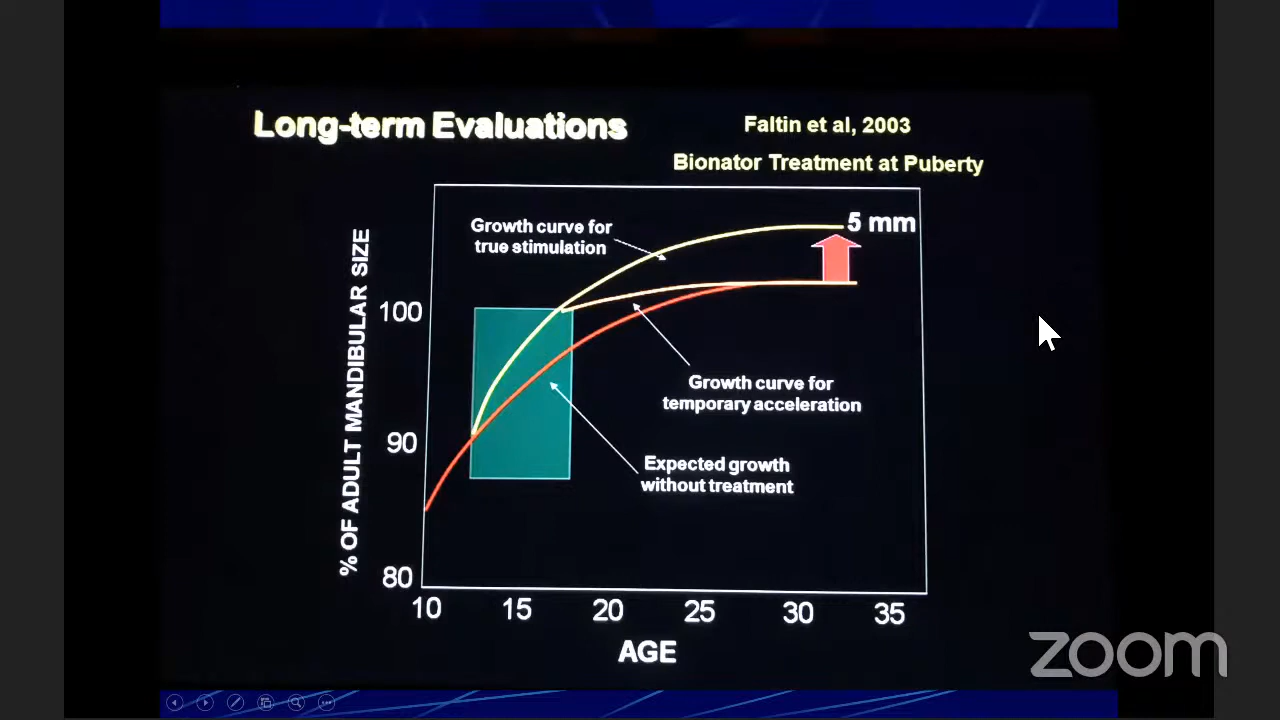 Long-term Evaluations
Faltin et al, 2003
Bionator Treatment at Puberty
Growth curve for
true stimulation
5 mm
% OF ADULT MANDIBULAR SIZE
100
90
80
Growth curve for
temporary acceleration
Expected growth
without treatment
10 15 20 25 30 35
AGE
zoom